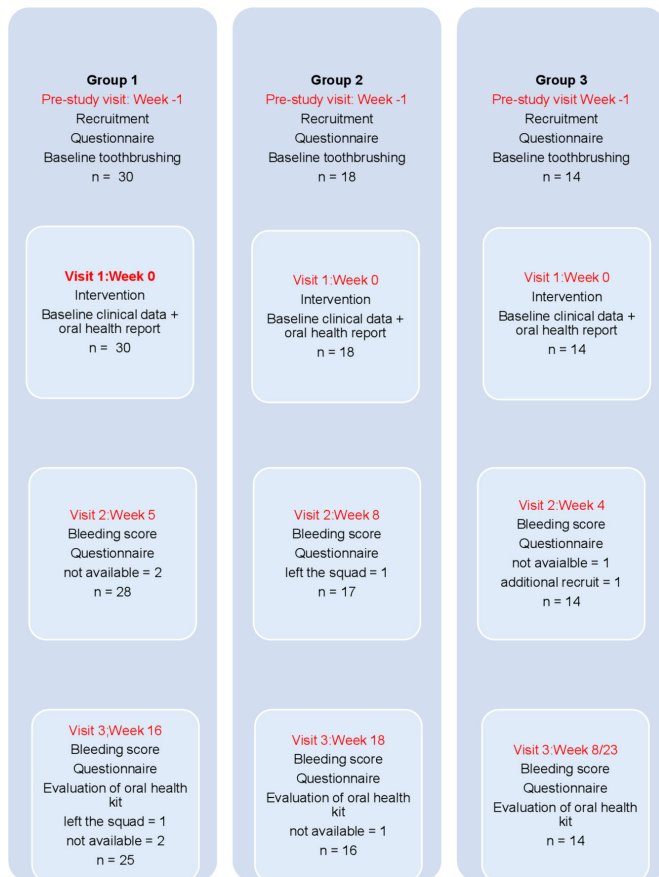 Group 1
Pre-study visit: Week -1
Recruitment
Questionnaire
Baseline toothbrushing
n = 30
Visit 1:Week 0
Intervention
Baseline clinical data +
oral health report
n = 30
Visit 2:Week 5
Bleeding score
Questionnaire
not available = 2
n = 28
Visit 3;Week 16
Bleeding score
Questionnaire
Evaluation of oral health
kit
left the squad = 1
not available = 2
n = 25
Group 2
Pre-study visit: Week -1
Recruitment
Questionnaire
Baseline toothbrushing
n = 18
Visit 1:Week 0
Intervention
Baseline clinical data +
oral health report
n = 18
Visit 2:Week 8
Bleeding score
Questionnaire
left the squad = 1
n = 17
Visit 3:Week 18
Bleeding score
Questionnaire
Evaluation of oral health
kit
not available = 1
n = 16
Group 3
Pre-study visit Week -1
Recruitment
Questionnaire
Baseline toothbrushing
n = 14
Visit 1:Week 0
Intervention
Baseline clinical data +
oral health report
n = 14
Visit 2:Week 4
Bleeding score
Questionnaire
not avaialble = 1
additional recruit = 1
n = 14
Visit 3:Week 8/23
Bleeding score
Questionnaire
Evaluation of oral health
kit
n = 14